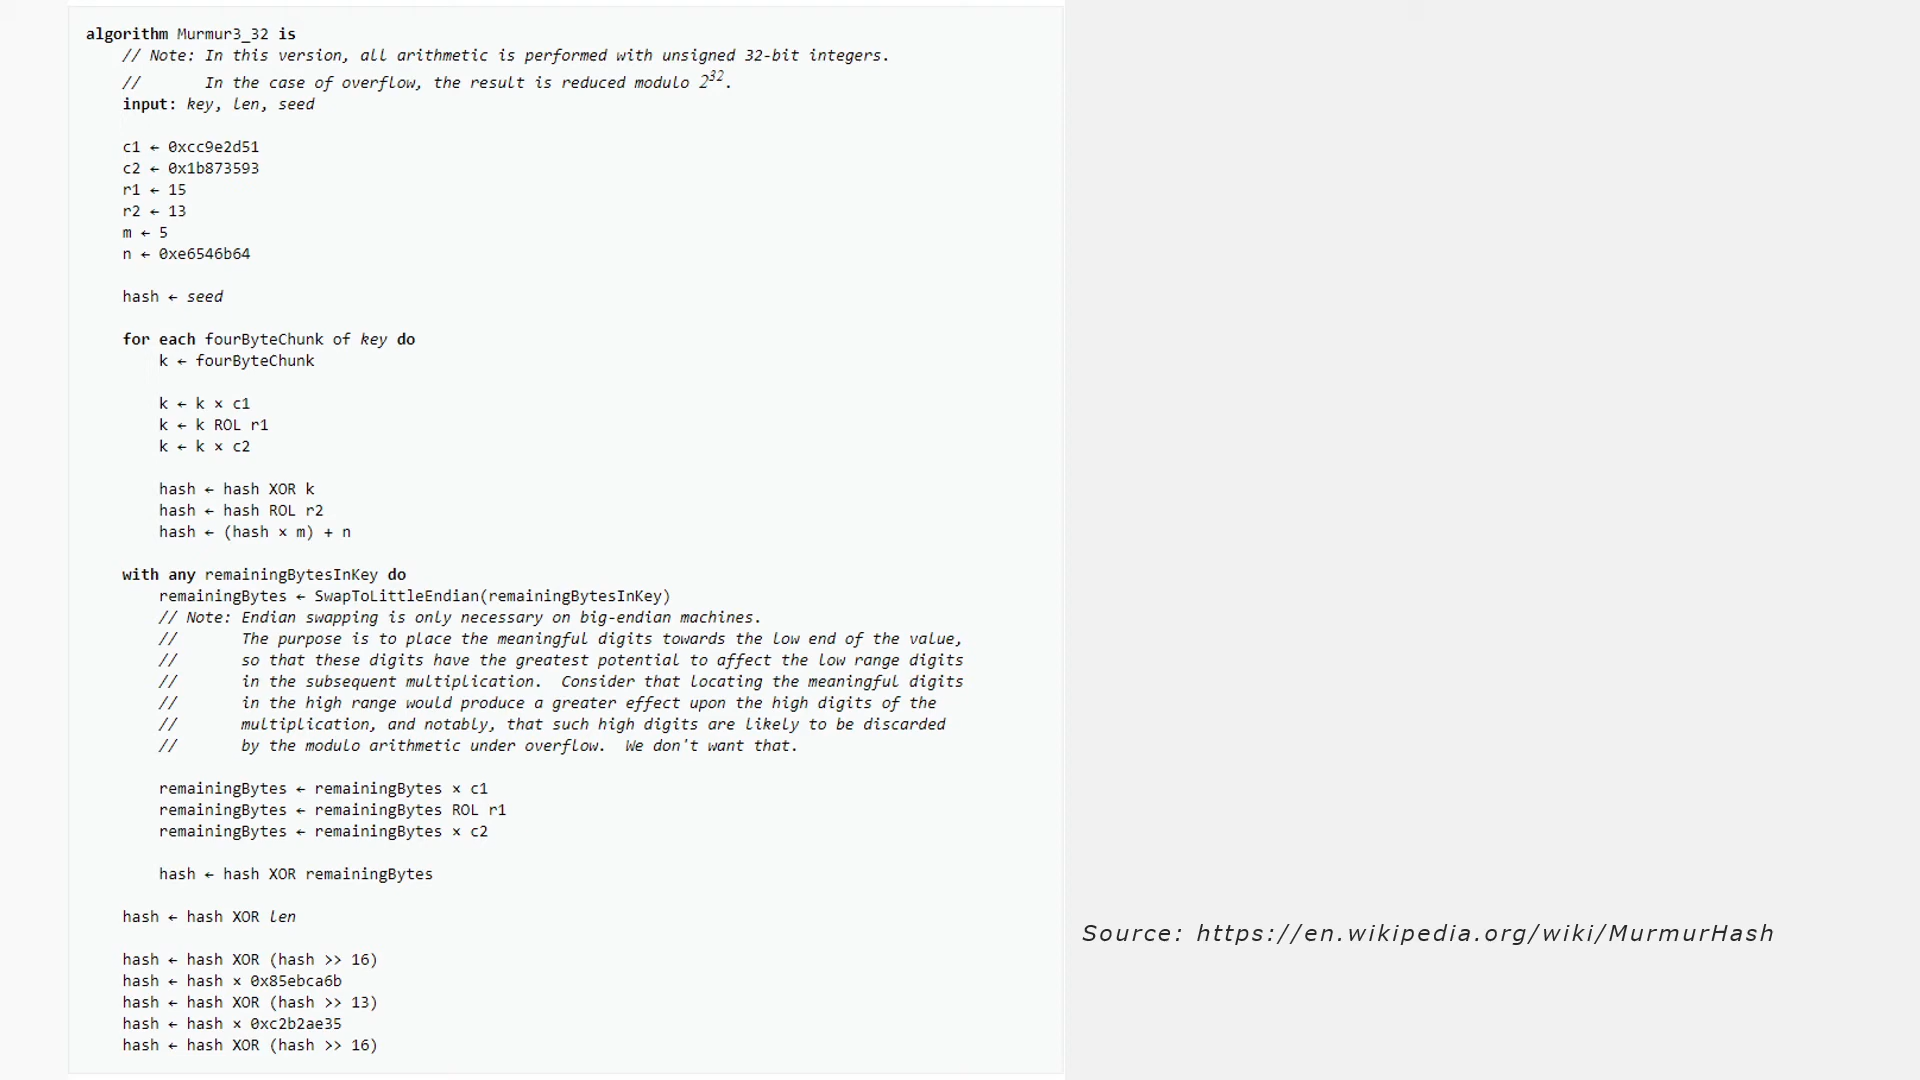 algorithm Murmur3_32 is
// Note: In this version, all arithmetic is performed with unsigned 32-bit integers.
// In the case of overflow, the result is reduced modulo 2^32.
input: key, len, seed
c1 ← 0xcc9e2d51
c2 ← 0x1b873593
r1 ← 15
r2 ← 13
m ← 5
n ← 0xe6546b64
hash ← seed
for each fourByteChunk of key do
k ← fourByteChunk
k ← k × c1
k ← k ROL r1
k ← k × c2
hash ← hash XOR k
hash ← hash ROL r2
hash ← (hash × m) + n
with any remainingBytesInKey do
remainingBytes ← SwapToLittleEndian(remainingBytesInKey)
// Note: Endian swapping is only necessary on big-endian machines.
// The purpose is to place the meaningful digits towards the low end of the value,
// so that these digits have the greatest potential to affect the low range digits
// in the subsequent multiplication. Consider that locating the meaningful digits
// in the high range would produce a greater effect upon the high digits of the
// multiplication, and notably, that such high digits are likely to be discarded
// by the modulo arithmetic under overflow. We don't want that.
remainingBytes ← remainingBytes × c1
remainingBytes ← remainingBytes ROL r1
remainingBytes ← remainingBytes × c2
hash ← hash XOR remainingBytes
hash ← hash XOR len
hash ← hash XOR (hash >> 16)
hash ← hash × 0x85ebca6b
hash ← hash XOR (hash >> 13)
hash ← hash × 0xc2b2ae35
hash ← hash XOR (hash >> 16)
Source: https://en.wikipedia.org/wiki/MurmurHash